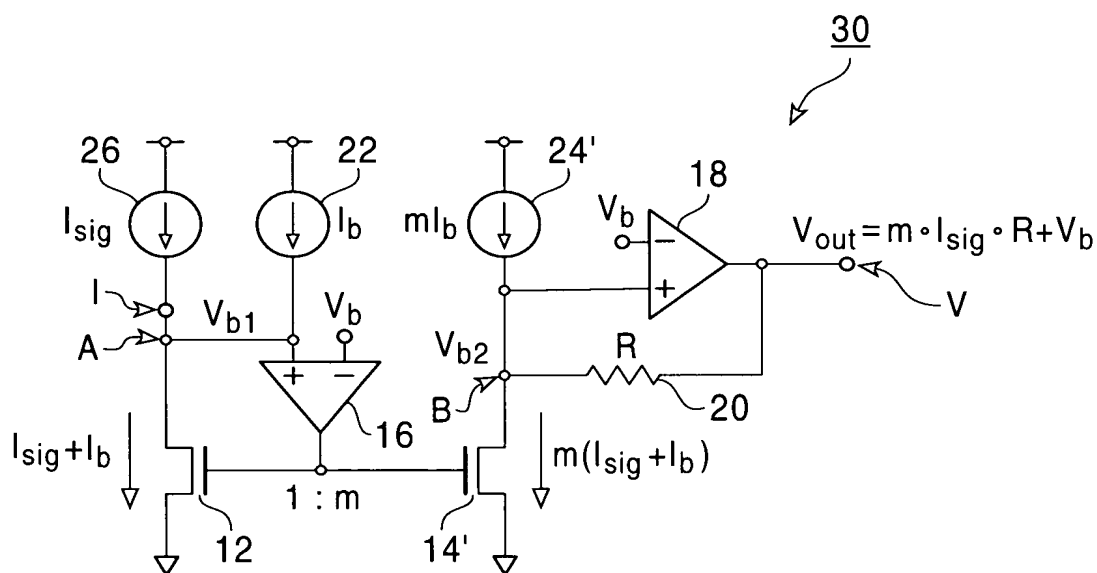 30
26
22
24'
18
I_sig
I_b
mI_b
V_b
−
+
V_out = m • I_sig • R + V_b
V
I
A
V_b1
V_b
+
−
16
V_b2
B
R
20
I_sig + I_b
1 : m
m(I_sig + I_b)
12
14'